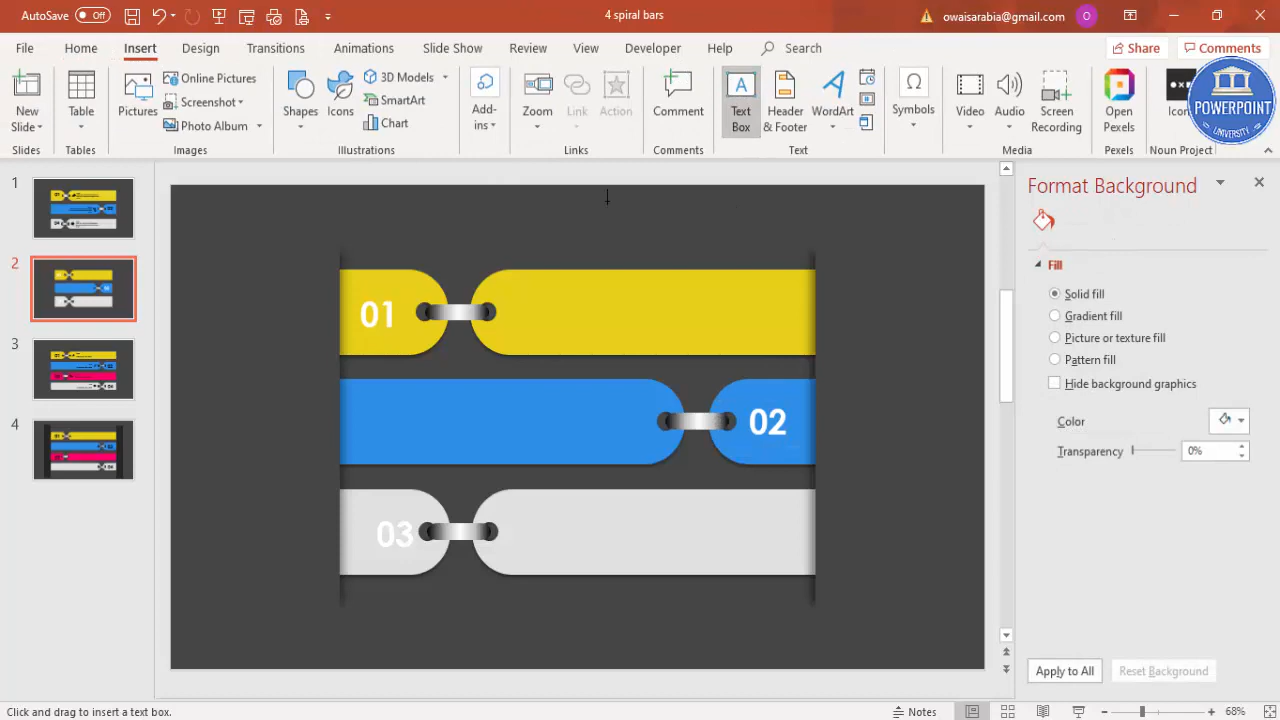 AutoSave Off
4 spiral bars
owaisarabia@gmail.com
O
File Home Insert Design Transitions Animations Slide Show Review View Developer Help Search
Share Comments
New Slide
Table
Pictures
Online Pictures
Screenshot
Photo Album
Shapes
Icons
3D Models
SmartArt
Chart
Add-ins
Zoom
Link
Action
Comment
Text Box
Header & Footer
WordArt
Symbols
Video
Audio
Screen Recording
Open Pexels
POWERPOINT
UNIVERSITY
Slides Tables Images Illustrations Links Comments Text Media Pexels Noun Project
1
2
3
4
01
02
03
Format Background
Fill
Solid fill
Gradient fill
Picture or texture fill
Pattern fill
Hide background graphics
Color
Transparency 0%
Apply to All Reset Background
Click and drag to insert a text box.
Notes
68%